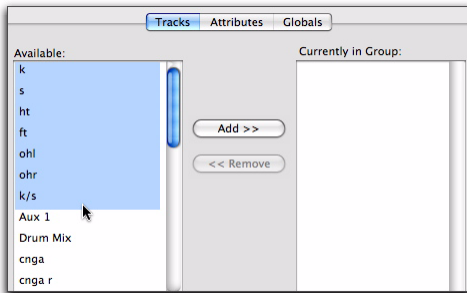 Tracks Attributes Globals
Available:
Currently in Group:
k
s
ht
ft
ohl
ohr
k/s
Aux 1
Drum Mix
cnga
cnga r
Add >>
<< Remove